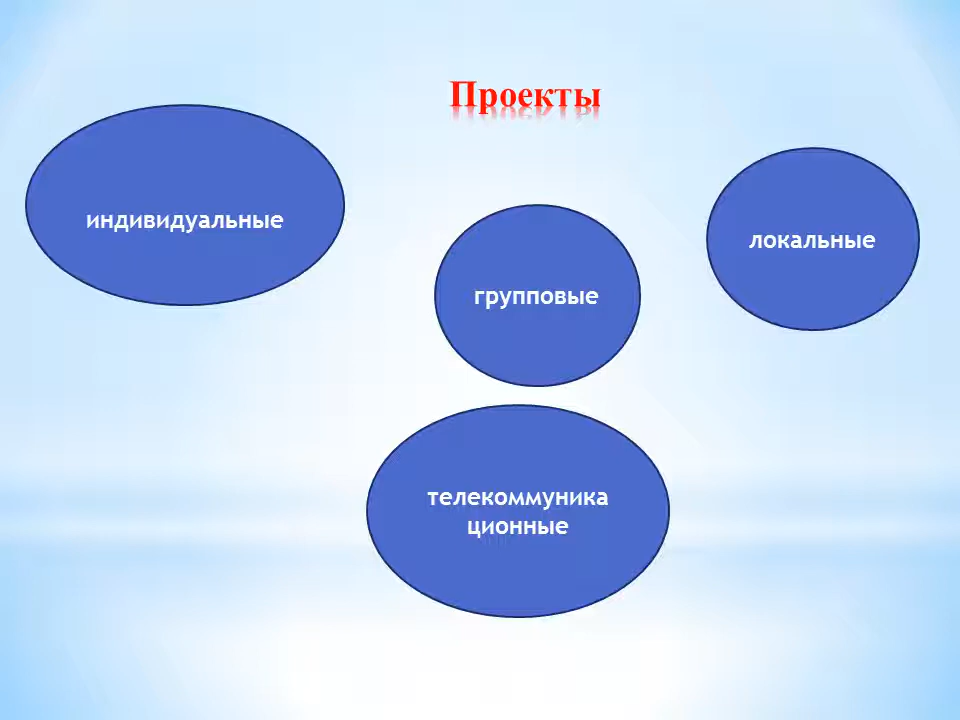 Проекты
индивидуальные
групповые
локальные
телекоммуника
ционные